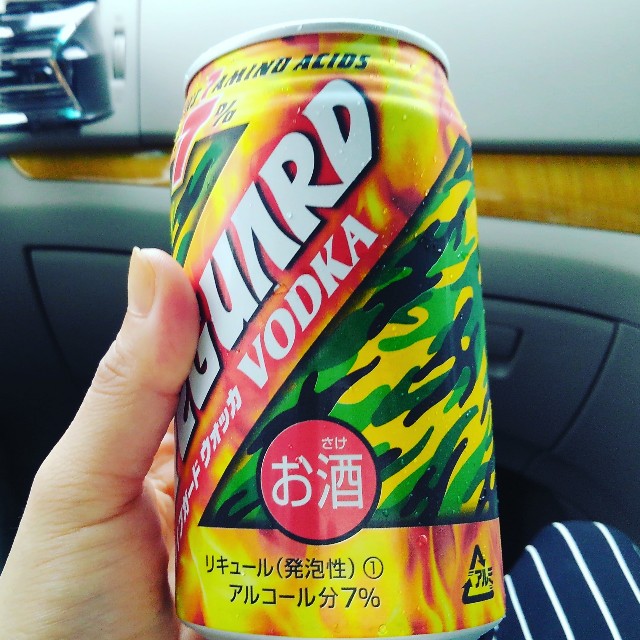 AMINO ACIDS
7%
GUARD
VODKA
ガード ウオッカ
さけ
お酒
リキュール(発泡性)①
アルコール分7%
アルミ